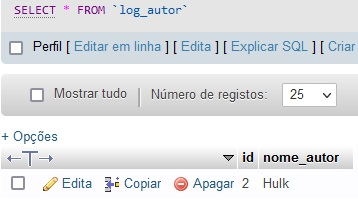 SELECT * FROM `log_autor`
Perfil [ Editar em linha ] [ Edita ] [ Explicar SQL ] [ Criar
Mostrar tudo Número de registos: 25
+ Opções
id nome_autor
Edita Copiar Apagar 2 Hulk